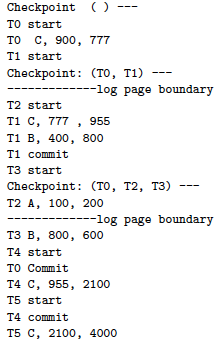 Checkpoint ( ) ---
T0 start
T0 C, 900, 777
T1 start
Checkpoint: (T0, T1) ---
-------------log page boundary
T2 start
T1 C, 777 , 955
T1 B, 400, 800
T1 commit
T3 start
Checkpoint: (T0, T2, T3) ---
T2 A, 100, 200
-------------log page boundary
T3 B, 800, 600
T4 start
T0 Commit
T4 C, 955, 2100
T5 start
T4 commit
T5 C, 2100, 4000